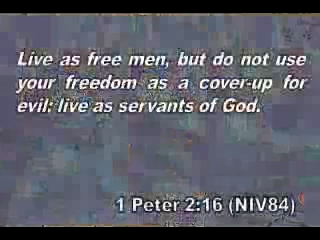 Live as free men, but do not use
your freedom as a cover-up for
evil; live as servants of God.
1 Peter 2:16 (NIV84)